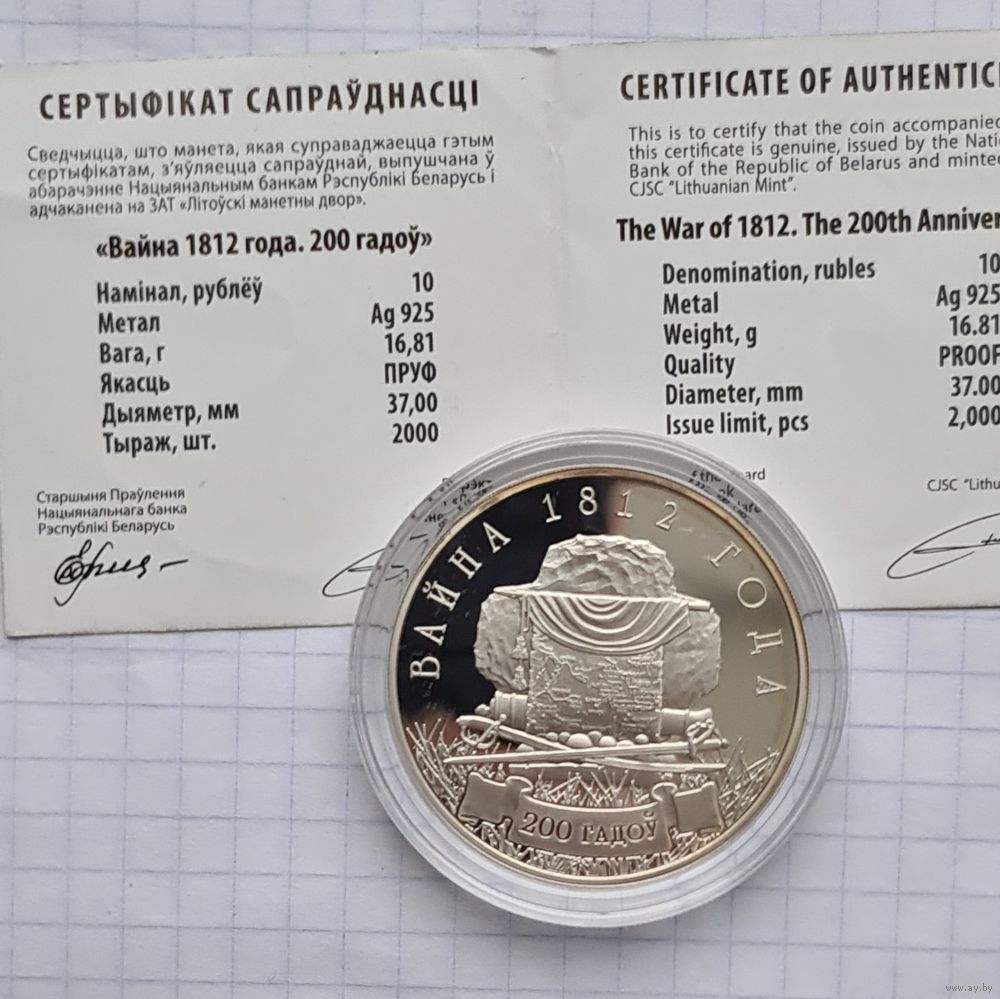 СЕРТЫФІКАТ САПРАЎДНАСЦІ
Сведчыцца, што манета, якая суправаджаецца гэтым
сертыфікатам, з'яўляецца сапраўднай, выпушчана ў
абарачэнне Нацыянальным банкам Рэспублікі Беларусь і
адчаканена на ЗАТ «Літоўскі манетны двор».
«Вайна 1812 года. 200 гадоў»
Намінал, рублёў 10
Метал Ag 925
Вага, г 16,81
Якасць ПРУФ
Дыяметр, мм 37,00
Тыраж, шт. 2000
Старшыня Праўлення
Нацыянальнага банка
Рэспублікі Беларусь
CERTIFICATE OF AUTHENTICI
This is to certify that the coin accompanied
this certificate is genuine, issued by the Nati
Bank of the Republic of Belarus and minted
CJSC "Lithuanian Mint".
The War of 1812. The 200th Anniver
Denomination, rubles 10
Metal Ag 925
Weight, g 16.81
Quality PROOF
Diameter, mm 37.00
Issue limit, pcs 2,000
CJSC "Lithu
ВАЙНА 1812 ГОДА
200 ГАДОЎ
www.ay.by